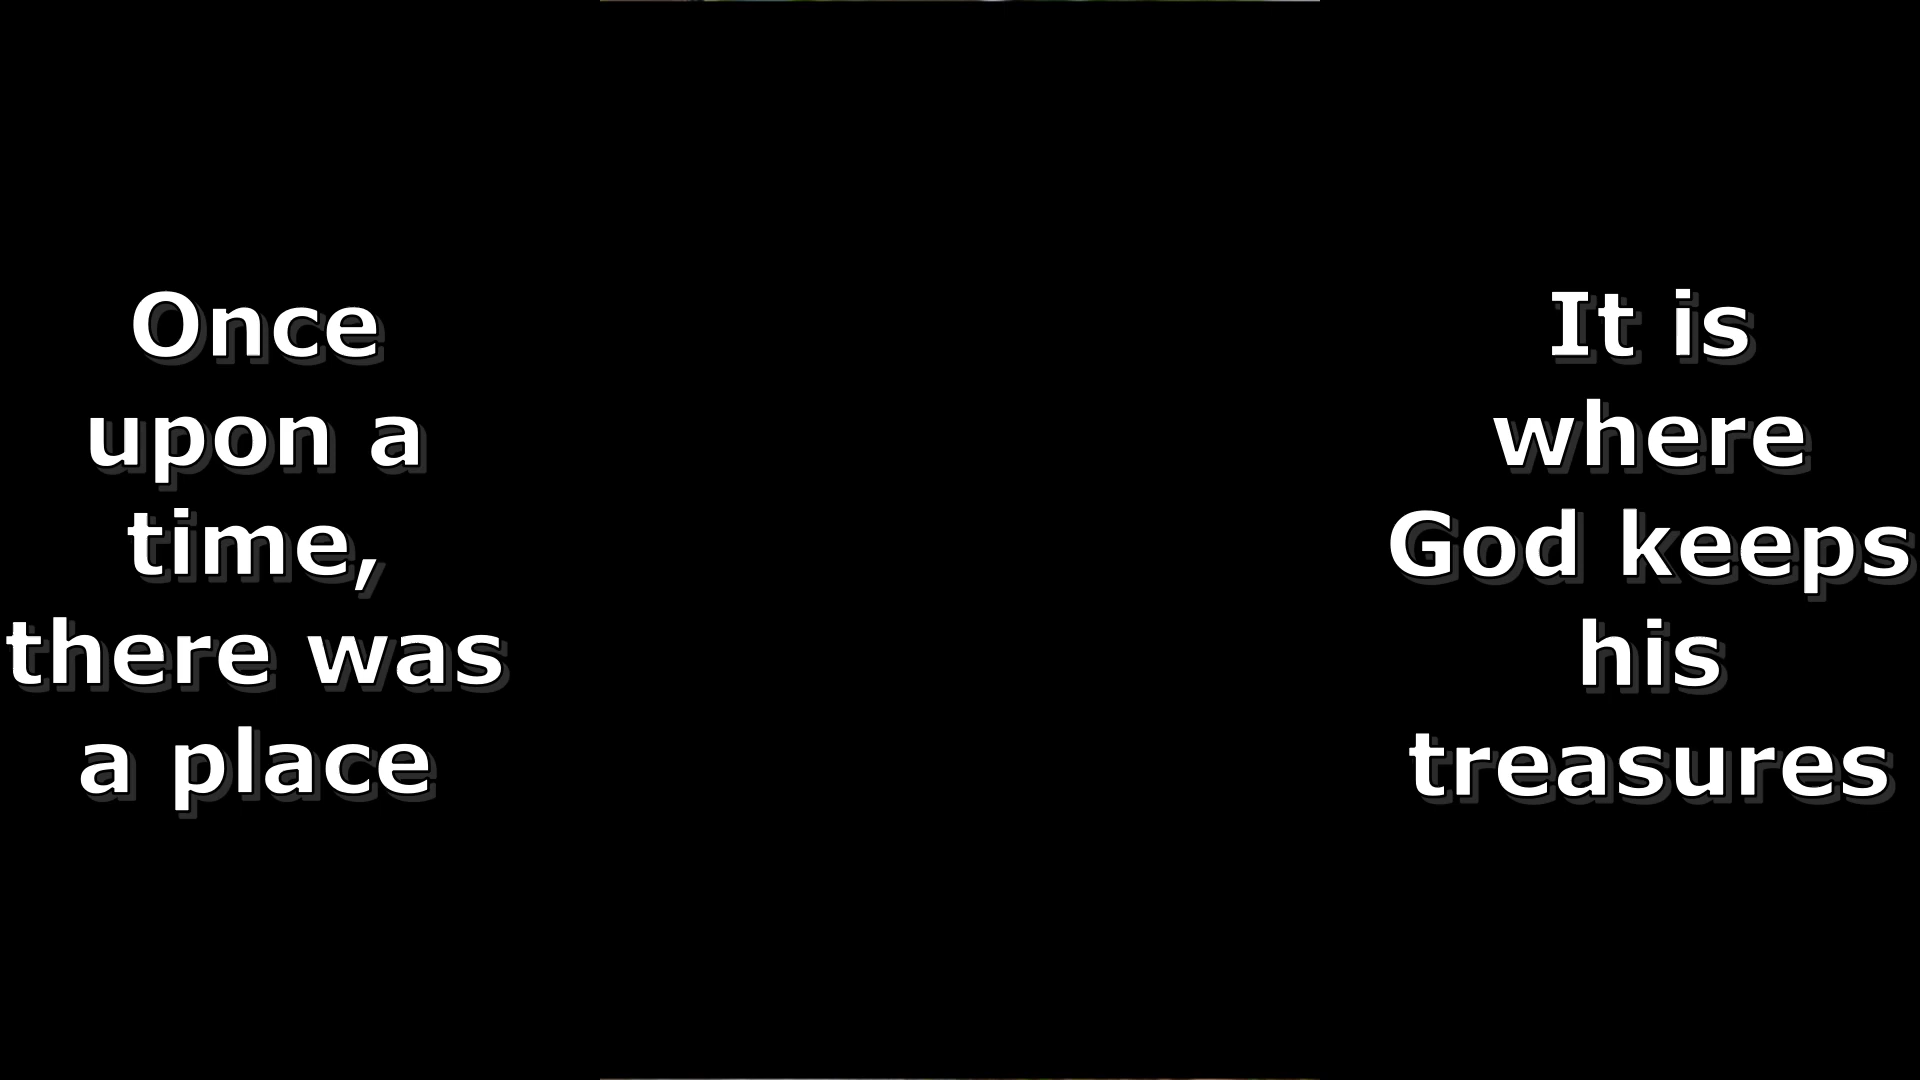 Once
upon a
time,
there was
a place
It is
where
God keeps
his
treasures